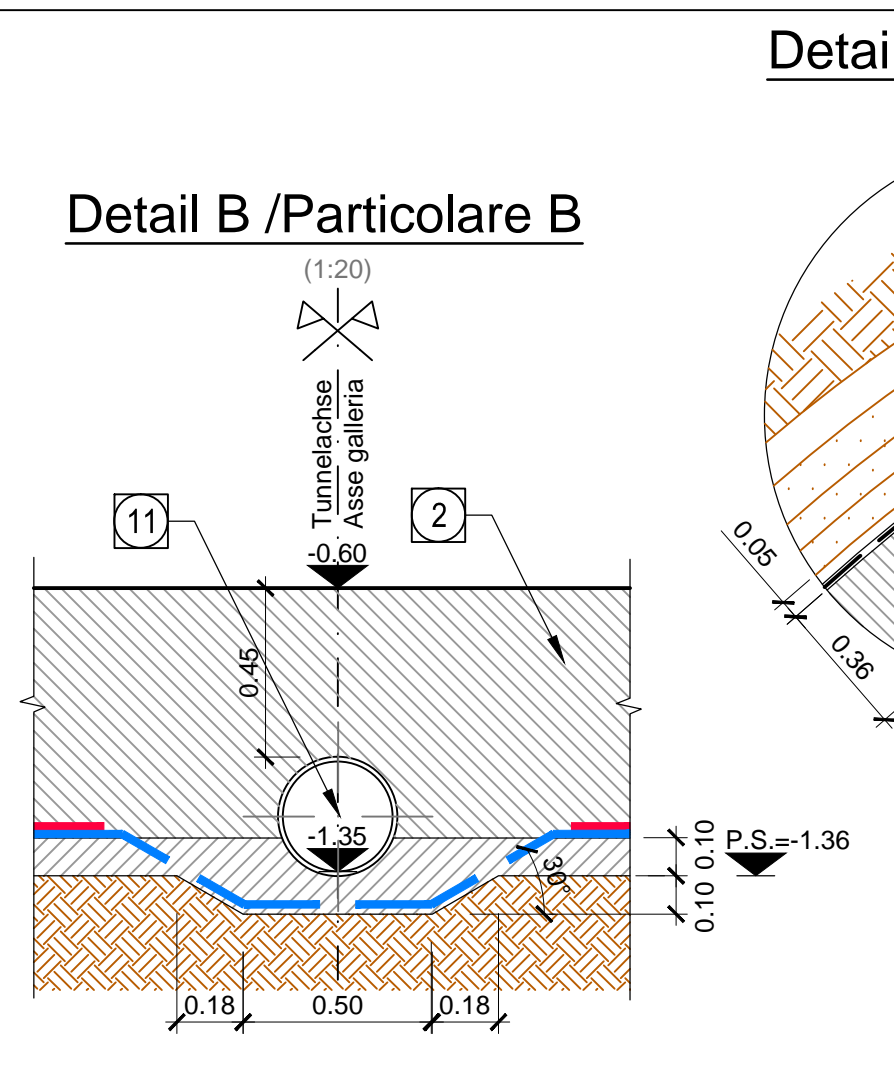 Detai
Detail B /Particolare B
(1:20)
Tunnelachse
Asse galleria
11
2
-0.60
0.45
0.05
0.36
-1.35
30°
0.10
0.10
P.S.=-1.36
0.18
0.50
0.18